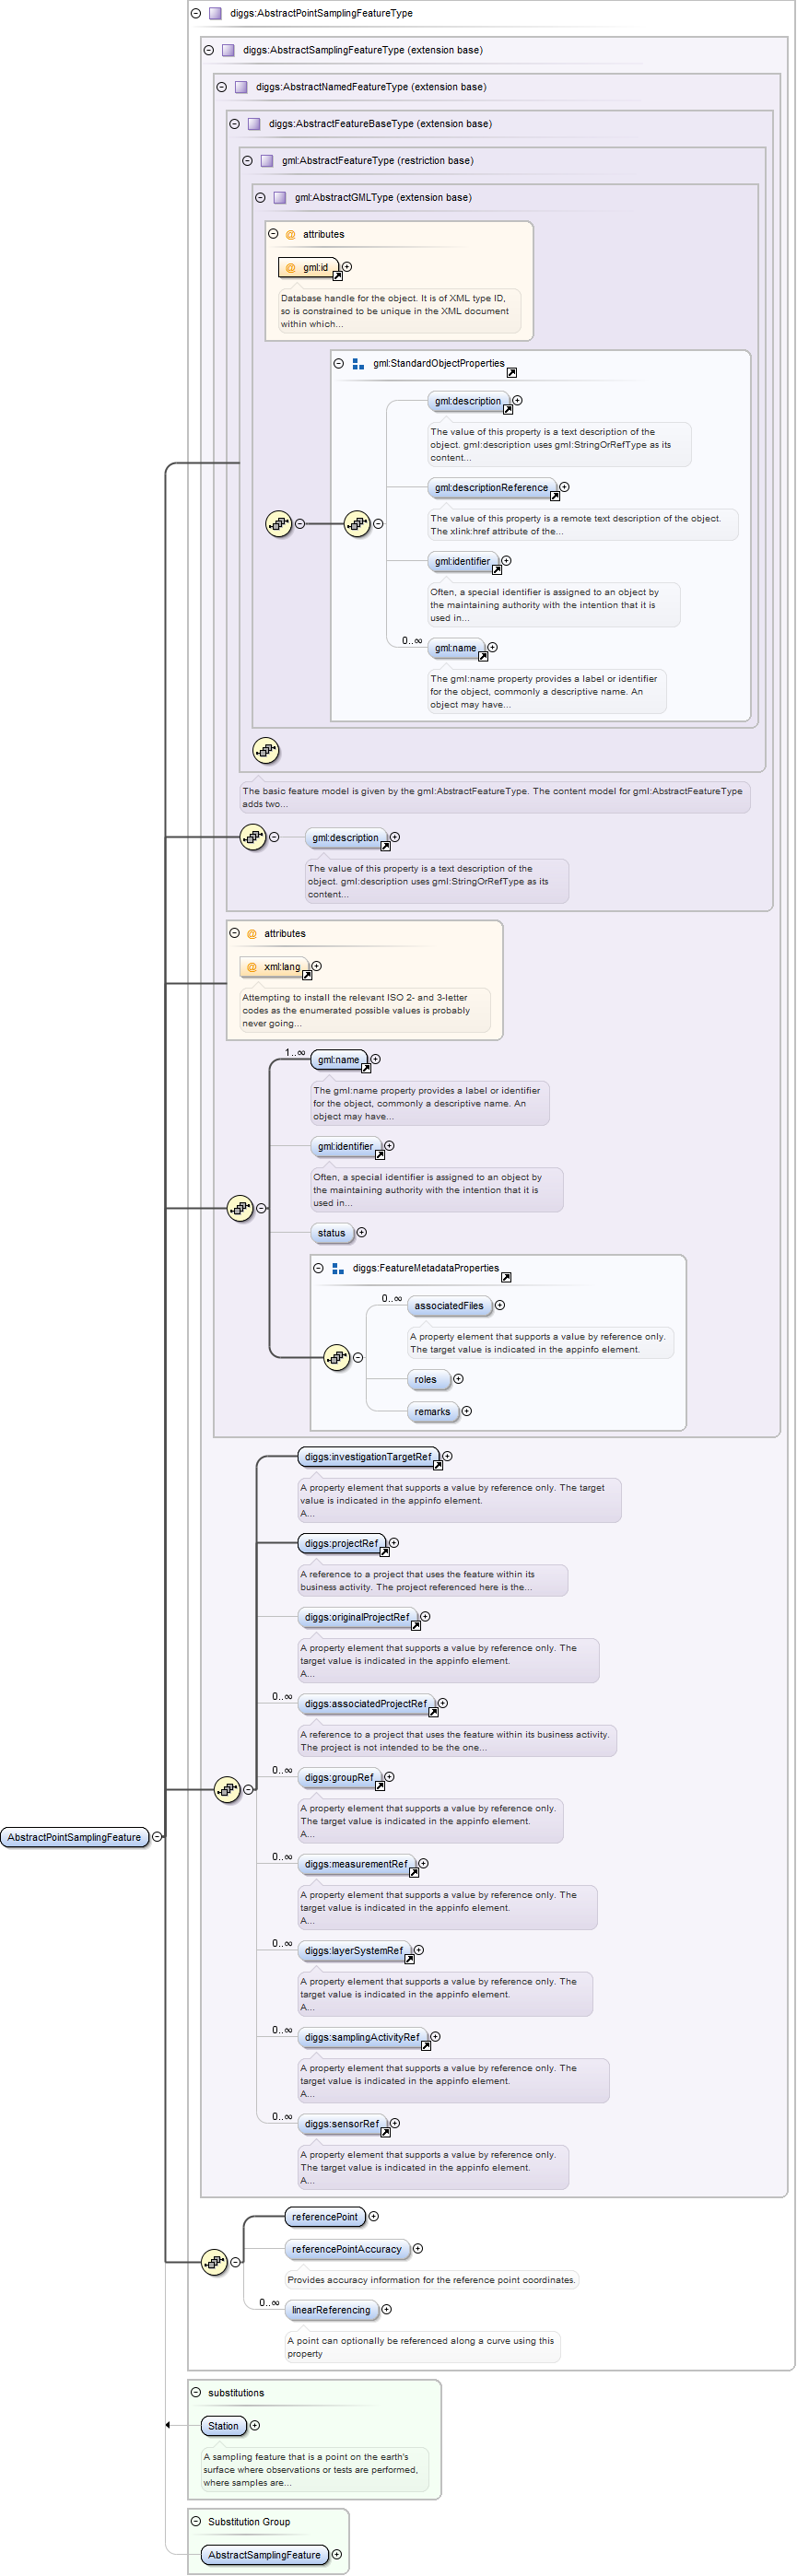 diggs:AbstractPointSamplingFeatureType
diggs:AbstractSamplingFeatureType (extension base)
diggs:AbstractNamedFeatureType (extension base)
diggs:AbstractFeatureBaseType (extension base)
gml:AbstractFeatureType (restriction base)
gml:AbstractGMLType (extension base)
@ attributes
@ gml:id
Database handle for the object. It is of XML type ID,
so is constrained to be unique in the XML document
within which...
gml:StandardObjectProperties
gml:description
The value of this property is a text description of the
object. gml:description uses gml:StringOrRefType as its
content...
gml:descriptionReference
The value of this property is a remote text description of the object.
The xlink:href attribute of the...
gml:identifier
Often, a special identifier is assigned to an object by
the maintaining authority with the intention that it is
used in...
0..∞
gml:name
The gml:name property provides a label or identifier
for the object, commonly a descriptive name. An
object may have...
The basic feature model is given by the gml:AbstractFeatureType. The content model for gml:AbstractFeatureType
adds two...
gml:description
The value of this property is a text description of the
object. gml:description uses gml:StringOrRefType as its
content...
@ attributes
@ xml:lang
Attempting to install the relevant ISO 2- and 3-letter
codes as the enumerated possible values is probably
never going...
1..∞
gml:name
The gml:name property provides a label or identifier
for the object, commonly a descriptive name. An
object may have...
gml:identifier
Often, a special identifier is assigned to an object by
the maintaining authority with the intention that it is
used in...
status
diggs:FeatureMetadataProperties
0..∞
associatedFiles
A property element that supports a value by reference only.
The target value is indicated in the appinfo element.
roles
remarks
diggs:investigationTargetRef
A property element that supports a value by reference only. The target
value is indicated in the appinfo element.
A...
diggs:projectRef
A reference to a project that uses the feature within its
business activity. The project referenced here is the...
diggs:originalProjectRef
A property element that supports a value by reference only. The
target value is indicated in the appinfo element.
A...
0..∞
diggs:associatedProjectRef
A reference to a project that uses the feature within its business activity.
The project is not intended to be the one...
0..∞
diggs:groupRef
A property element that supports a value by reference only.
The target value is indicated in the appinfo element.
A...
AbstractPointSamplingFeature
0..∞
diggs:measurementRef
A property element that supports a value by reference only. The
target value is indicated in the appinfo element.
A...
0..∞
diggs:layerSystemRef
A property element that supports a value by reference only. The
target value is indicated in the appinfo element.
A...
0..∞
diggs:samplingActivityRef
A property element that supports a value by reference only. The
target value is indicated in the appinfo element.
A...
0..∞
diggs:sensorRef
A property element that supports a value by reference only.
The target value is indicated in the appinfo element.
A...
referencePoint
referencePointAccuracy
Provides accuracy information for the reference point coordinates.
0..∞
linearReferencing
A point can optionally be referenced along a curve using this
property
substitutions
Station
A sampling feature that is a point on the earth's
surface where observations or tests are performed,
where samples are...
Substitution Group
AbstractSamplingFeature